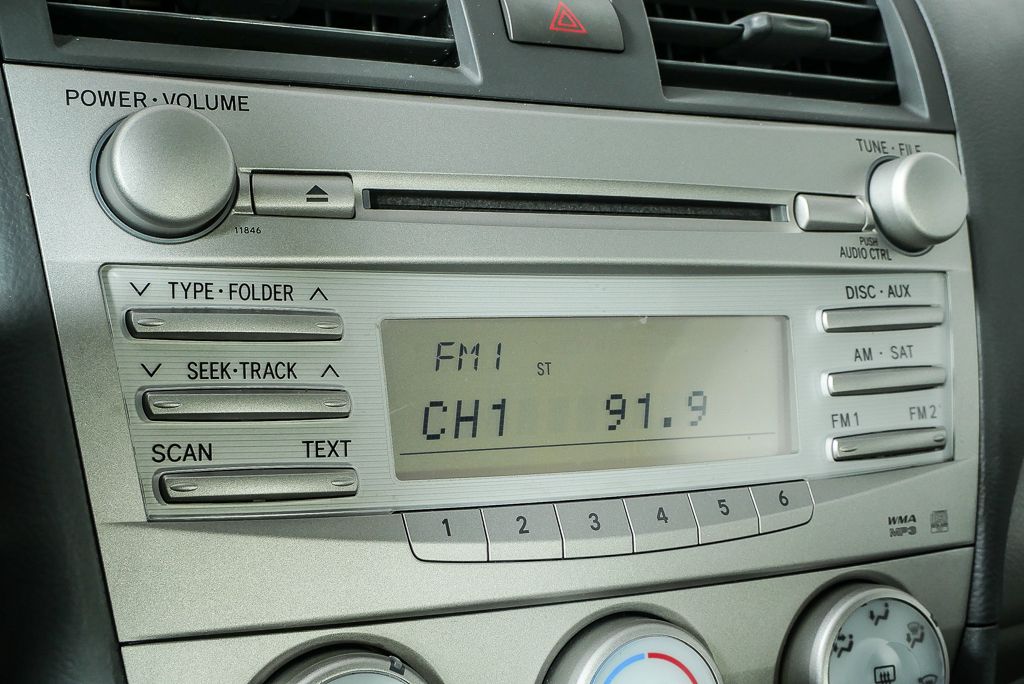 POWER · VOLUME
TUNE · FILE
11846
PUSH
AUDIO CTRL
TYPE · FOLDER
DISC · AUX
FM1
ST
SEEK · TRACK
AM · SAT
CH1 91.9
FM1 FM2
SCAN TEXT
1 2 3 4 5 6
WMA
MP3